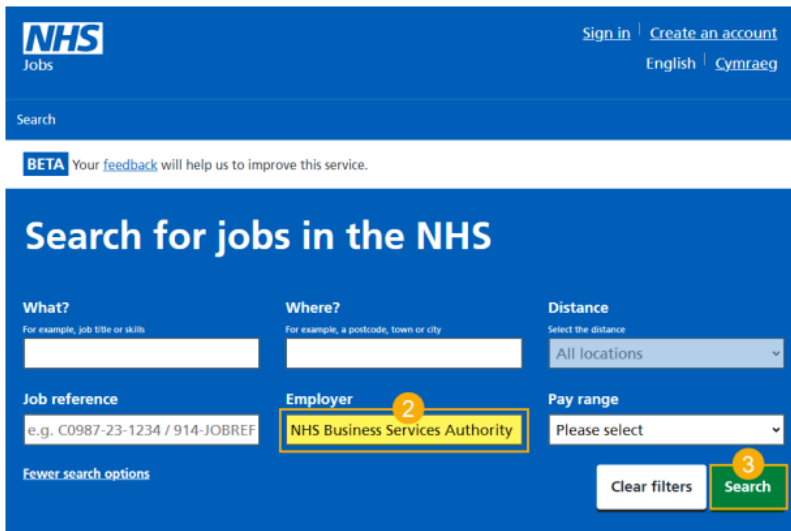 NHS
Jobs
Sign in
Create an account
English
Cymraeg
Search
BETA Your feedback will help us to improve this service.
Search for jobs in the NHS
What?
For example, job title or skills
Where?
For example, a postcode, town or city
Distance
Select the distance
All locations
Job reference
e.g. C0987-23-1234 / 914-JOBREF
Employer
2
NHS Business Services Authority
Pay range
Please select
Fewer search options
Clear filters
3
Search